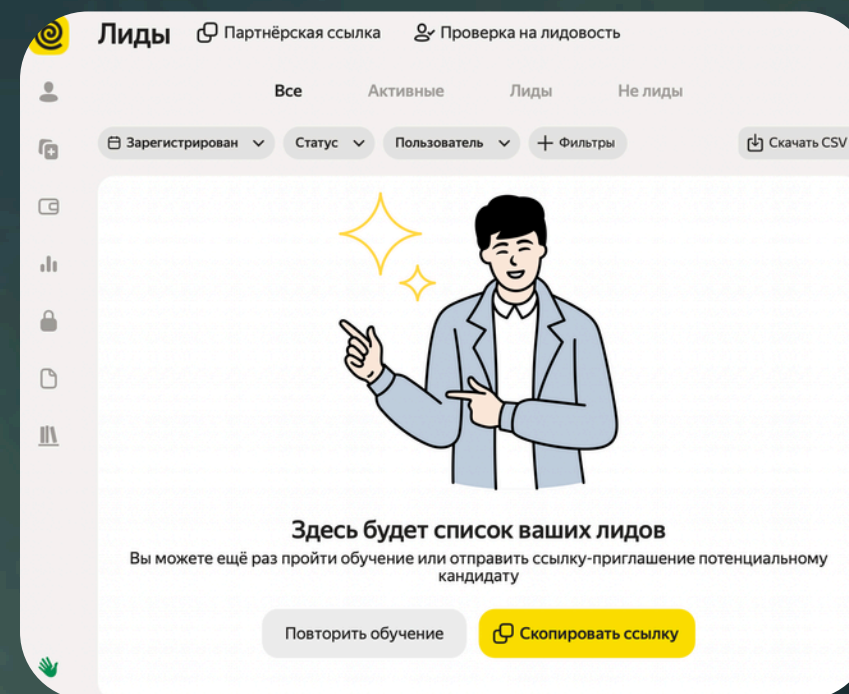 Лиды
Партнёрская ссылка
Проверка на лидовость
Все
Активные
Лиды
Не лиды
Зарегистрирован
Статус
Пользователь
Фильтры
Скачать CSV
Здесь будет список ваших лидов
Вы можете ещё раз пройти обучение или отправить ссылку-приглашение потенциальному
кандидату
Повторить обучение
Скопировать ссылку